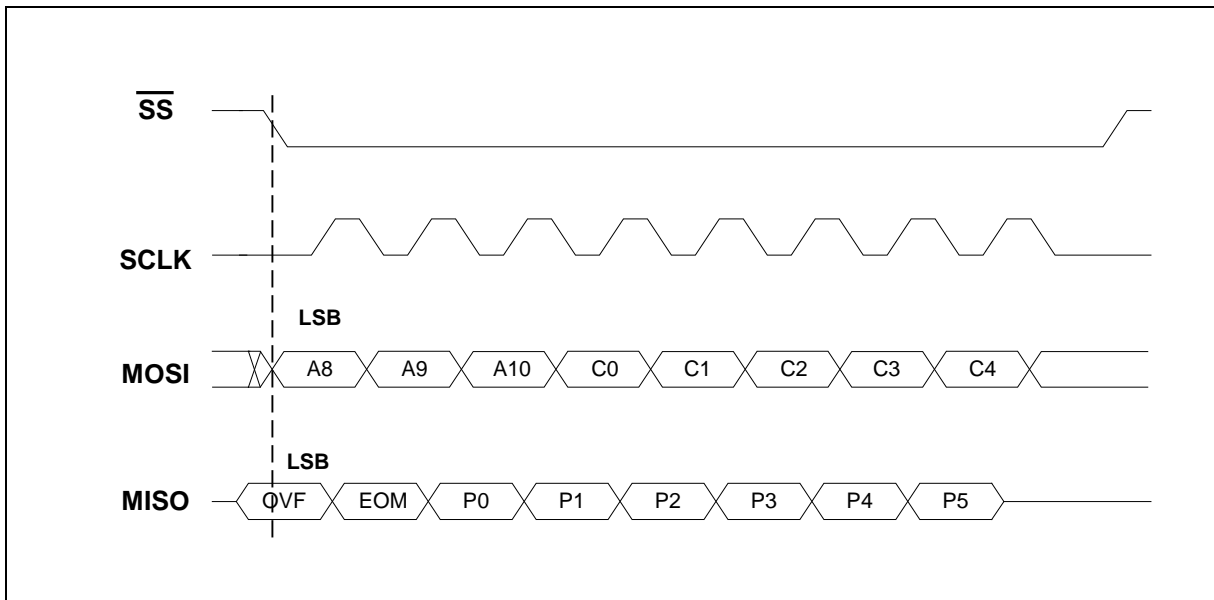 SS
SCLK
LSB
MOSI A8 A9 A10 C0 C1 C2 C3 C4
LSB
MISO OVF EOM P0 P1 P2 P3 P4 P5